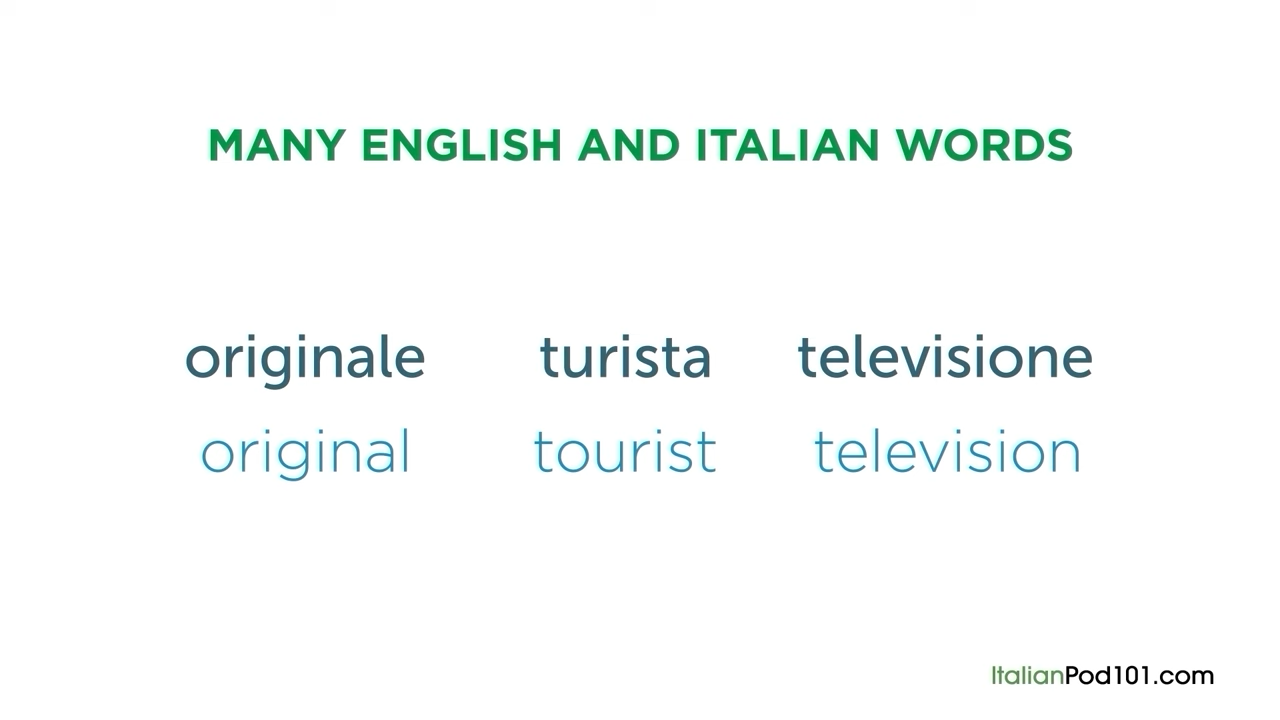 MANY ENGLISH AND ITALIAN WORDS
originale turista televisione
original tourist television
ItalianPod101.com